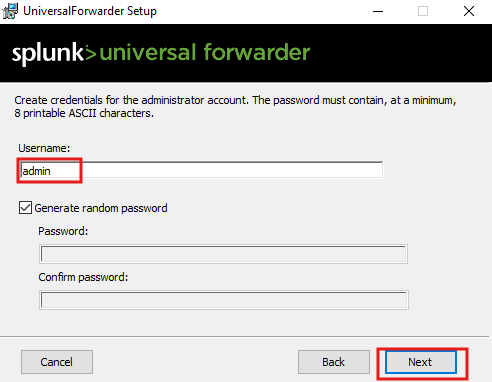 UniversalForwarder Setup
splunk>universal forwarder
Create credentials for the administrator account. The password must contain, at a minimum,
8 printable ASCII characters.
Username:
admin
Generate random password
Password:
Confirm password:
Cancel
Back
Next